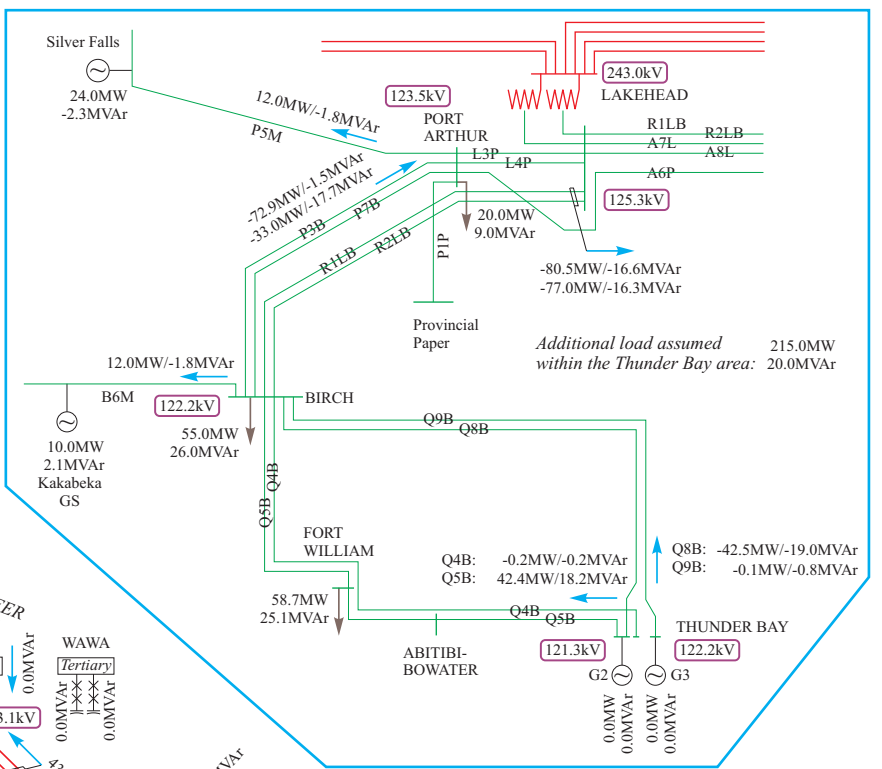 Silver Falls
24.0MW
-2.3MVAr
12.0MW/-1.8MVAr
P5M
123.5kV
PORT
ARTHUR
243.0kV
LAKEHEAD
R1LB
R2LB
A7L
A8L
A6P
L3P
L4P
125.3kV
-72.9MW/-1.5MVAr
-33.0MW/-17.7MVAr
P3B
P7B
R1LB
R2LB
20.0MW
9.0MVAr
P1P
-80.5MW/-16.6MVAr
-77.0MW/-16.3MVAr
Provincial
Paper
Additional load assumed
within the Thunder Bay area:
215.0MW
20.0MVAr
12.0MW/-1.8MVAr
B6M
122.2kV
BIRCH
10.0MW
2.1MVAr
Kakabeka
GS
55.0MW
26.0MVAr
Q9B
Q8B
Q4B
Q5B
FORT
WILLIAM
58.7MW
25.1MVAr
Q4B: -0.2MW/-0.2MVAr
Q5B: 42.4MW/18.2MVAr
Q8B: -42.5MW/-19.0MVAr
Q9B: -0.1MW/-0.8MVAr
Q4B
Q5B
ABITIBI-
BOWATER
THUNDER BAY
121.3kV
122.2kV
G2
G3
0.0MW
0.0MVAr
0.0MW
0.0MVAr
0.0MVAr
WAWA
Tertiary
0.0MVAr
0.0MVAr